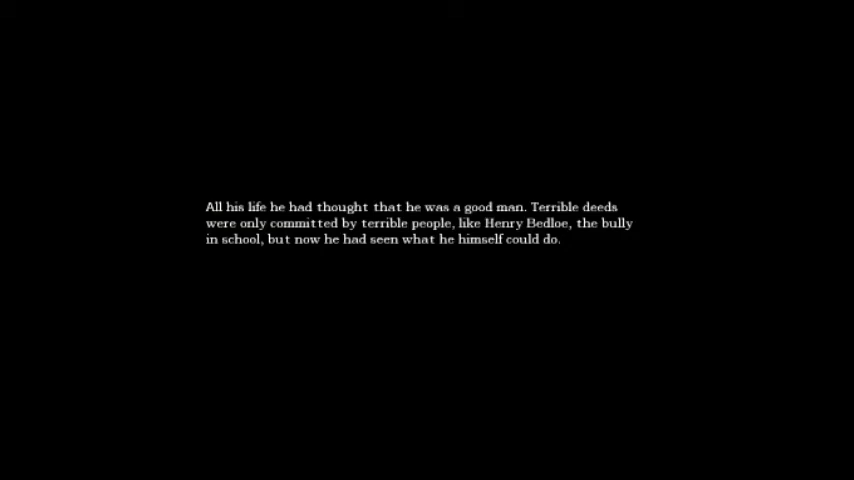 All his life he had thought that he was a good man. Terrible deeds
were only committed by terrible people, like Henry Bedloe, the bully
in school, but now he had seen what he himself could do.